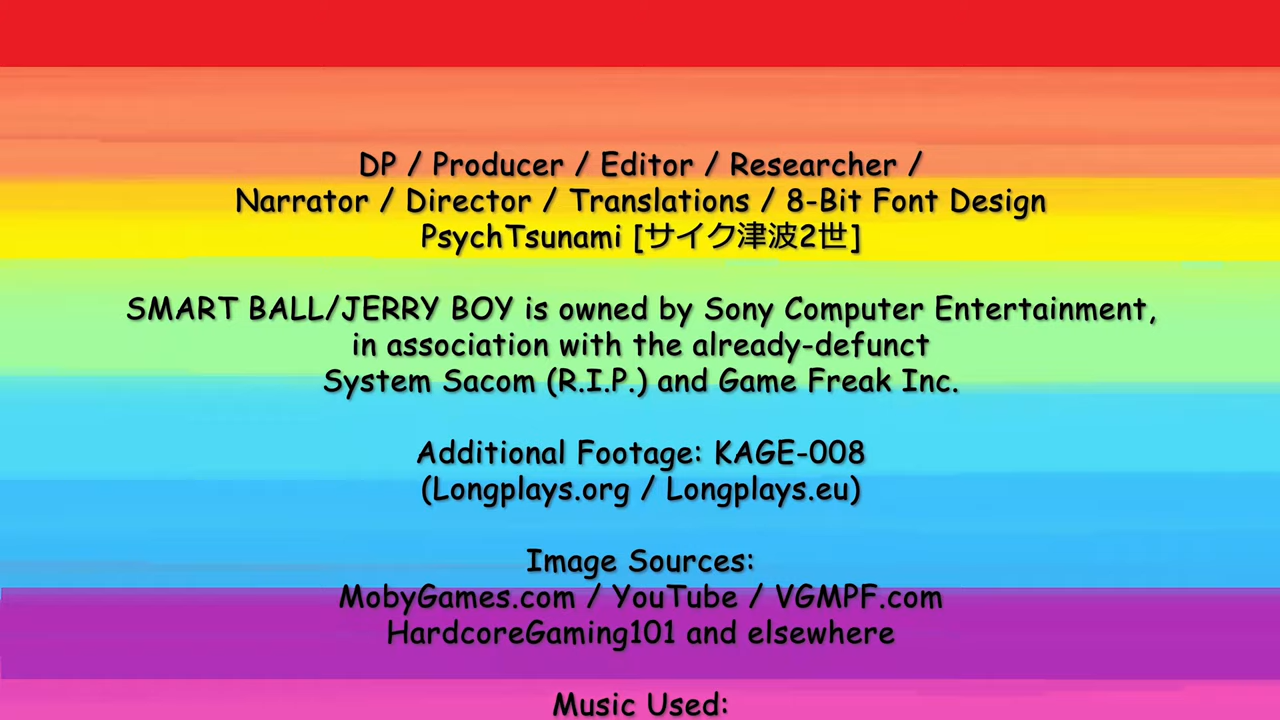 DP / Producer / Editor / Researcher /
Narrator / Director / Translations / 8-Bit Font Design
PsychTsunami [サイク津波2世]
SMART BALL/JERRY BOY is owned by Sony Computer Entertainment,
in association with the already-defunct
System Sacom (R.I.P.) and Game Freak Inc.
Additional Footage: KAGE-008
(Longplays.org / Longplays.eu)
Image Sources:
MobyGames.com / YouTube / VGMPF.com
HardcoreGaming101 and elsewhere
Music Used: